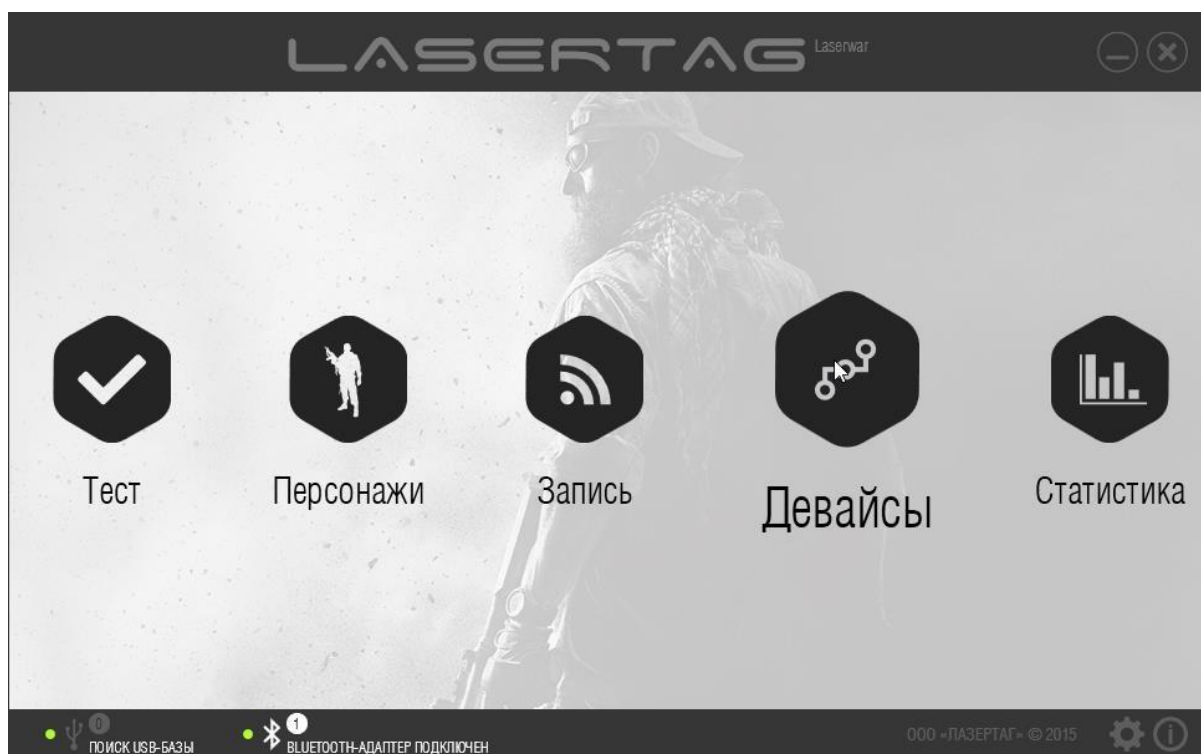 LASERTAG Laserwar
Тест
Персонажи
Запись
Девайсы
Статистика
0
ПОИСК USB-БАЗЫ
1
BLUETOOTH-АДАПТЕР ПОДКЛЮЧЕН
ООО «ЛАЗЕРТАГ» © 2015